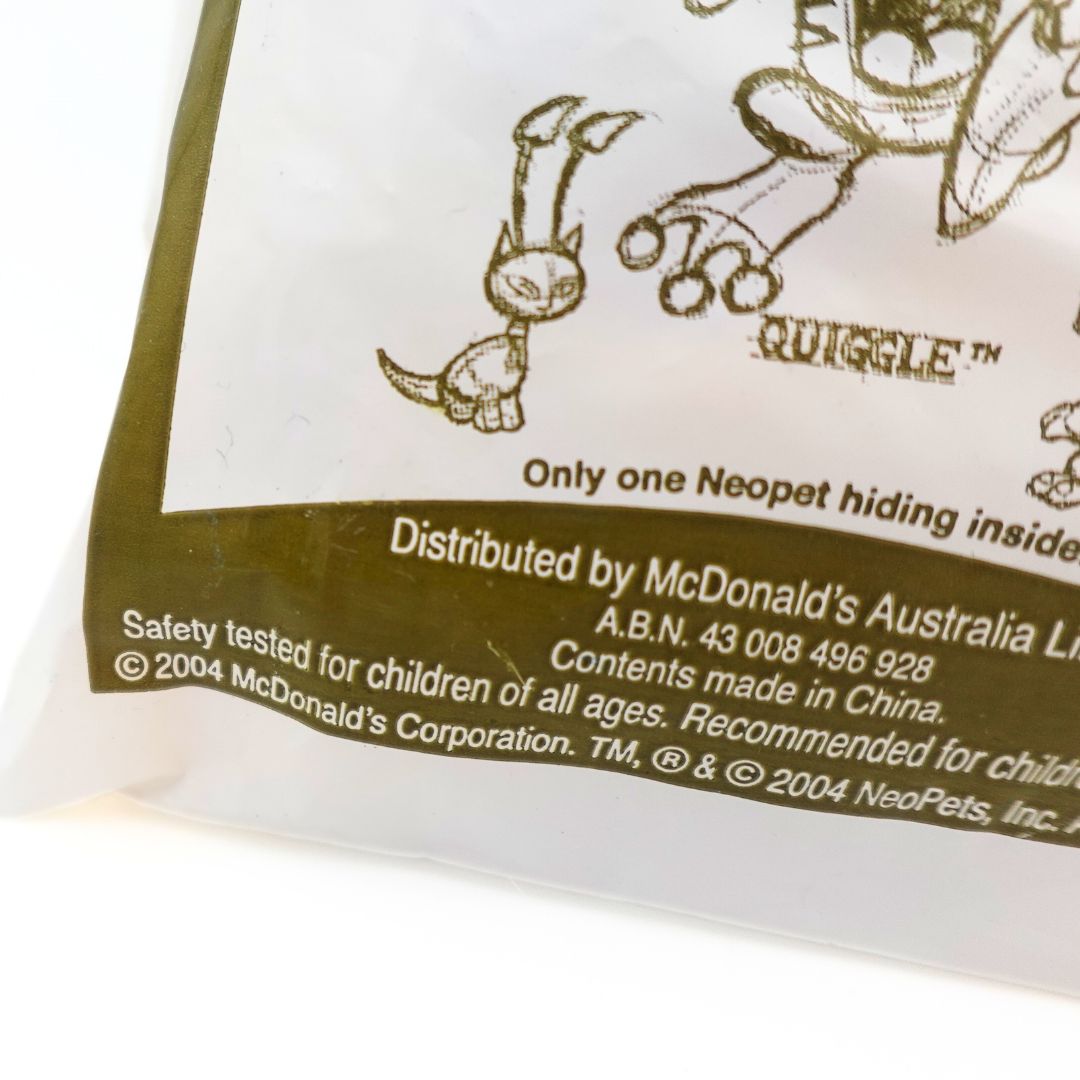 QUIGGLE™
Only one Neopet hiding inside
Distributed by McDonald's Australia
A.B.N. 43 008 496 928
Contents made in China.
Safety tested for children of all ages. Recommended for
© 2004 McDonald's Corporation. TM, ® & © 2004 NeoPets, Inc.